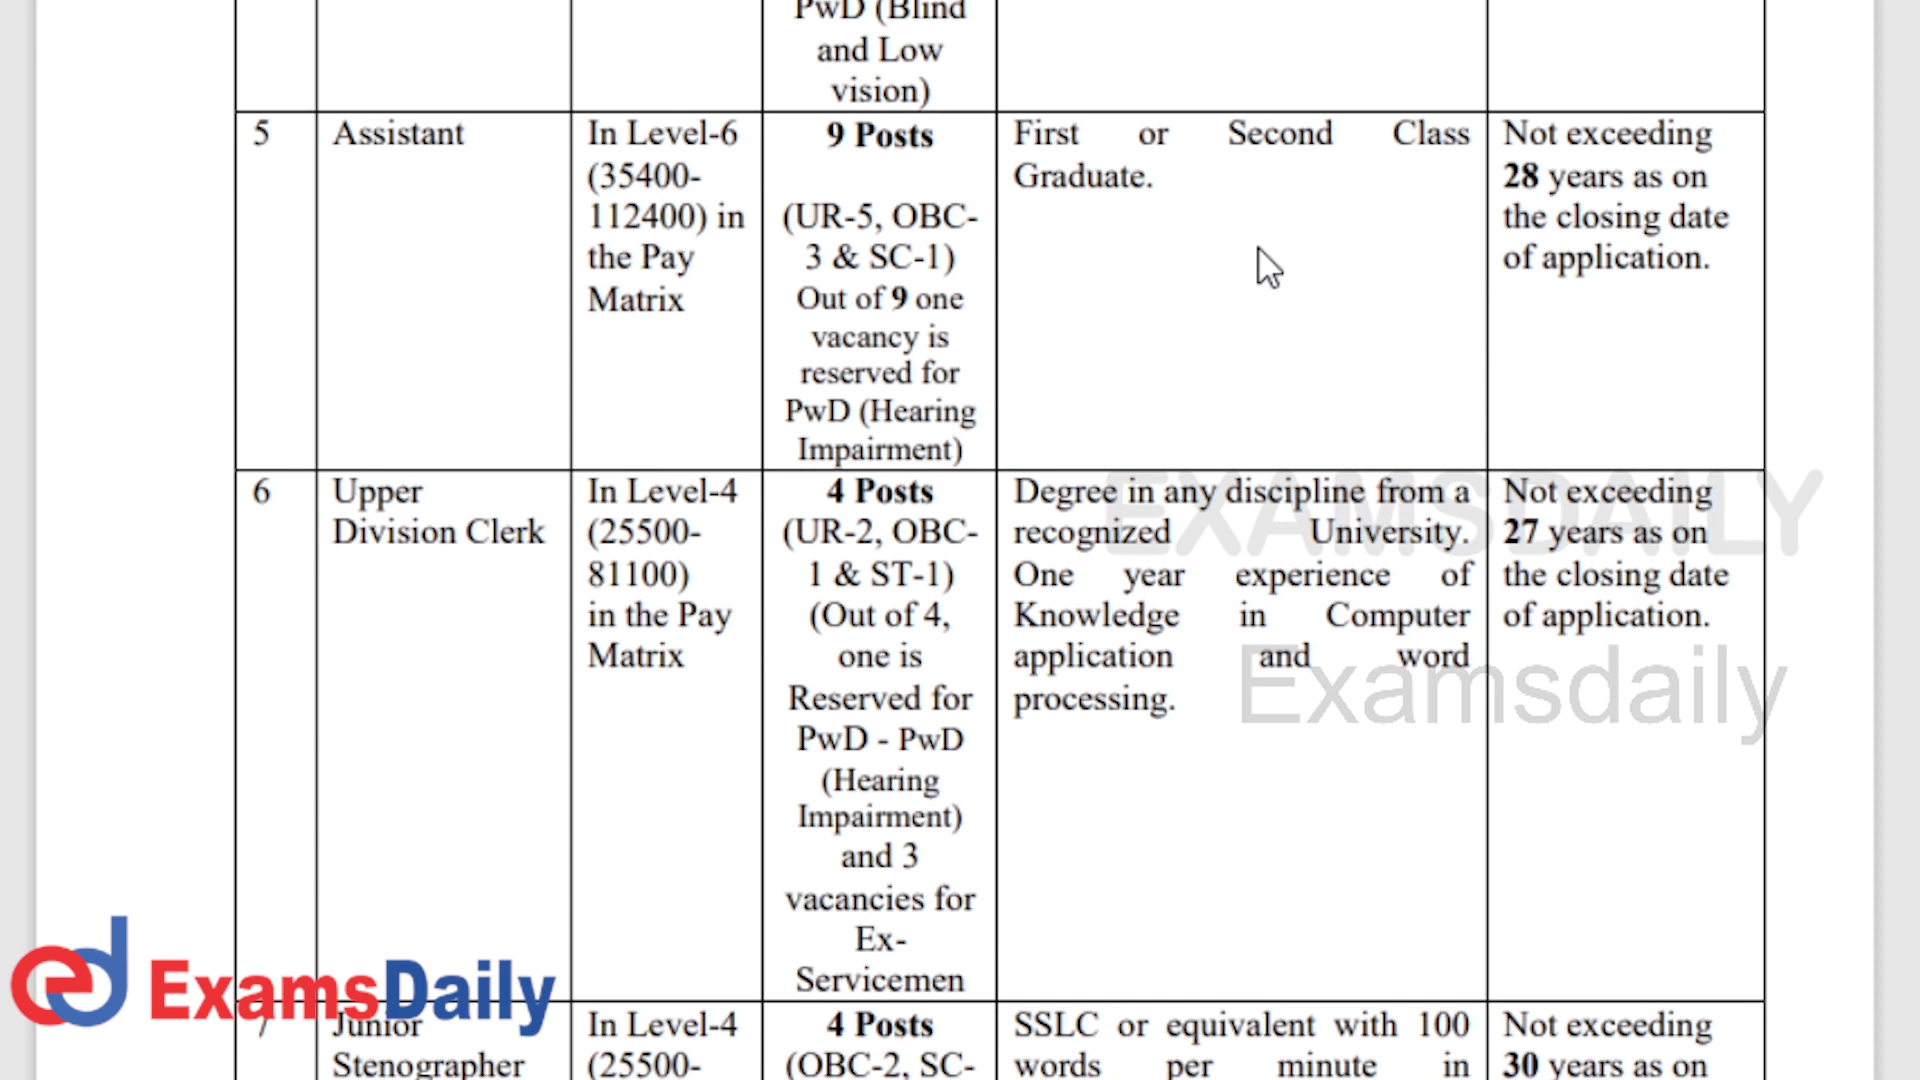 PwD (Blind
and Low
vision)
5
Assistant
In Level-6
(35400-
112400) in
the Pay
Matrix
9 Posts
(UR-5, OBC-
3 & SC-1)
Out of 9 one
vacancy is
reserved for
PwD (Hearing
Impairment)
First or Second Class
Graduate.
Not exceeding
28 years as on
the closing date
of application.
6
Upper
Division Clerk
In Level-4
(25500-
81100)
in the Pay
Matrix
4 Posts
(UR-2, OBC-
1 & ST-1)
(Out of 4,
one is
Reserved for
PwD - PwD
(Hearing
Impairment)
and 3
vacancies for
Ex-
Servicemen
Degree in any discipline from a
recognized University.
One year experience of
Knowledge in Computer
application and word
processing.
Not exceeding
27 years as on
the closing date
of application.
EXAMSDAILY
Examsdaily
7
Junior
Stenographer
In Level-4
(25500-
4 Posts
(OBC-2, SC-
SSLC or equivalent with 100
words per minute in
Not exceeding
30 years as on
ed ExamsDaily